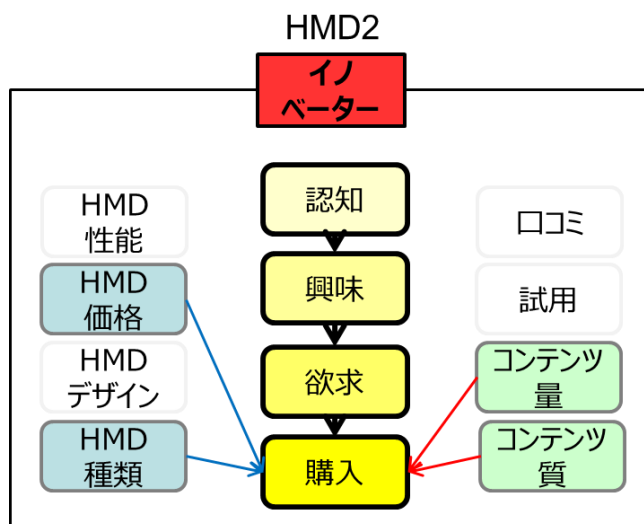 HMD2
イノ
ベーター
HMD
性能
HMD
価格
HMD
デザイン
HMD
種類
認知
興味
欲求
購入
口コミ
試用
コンテンツ
量
コンテンツ
質